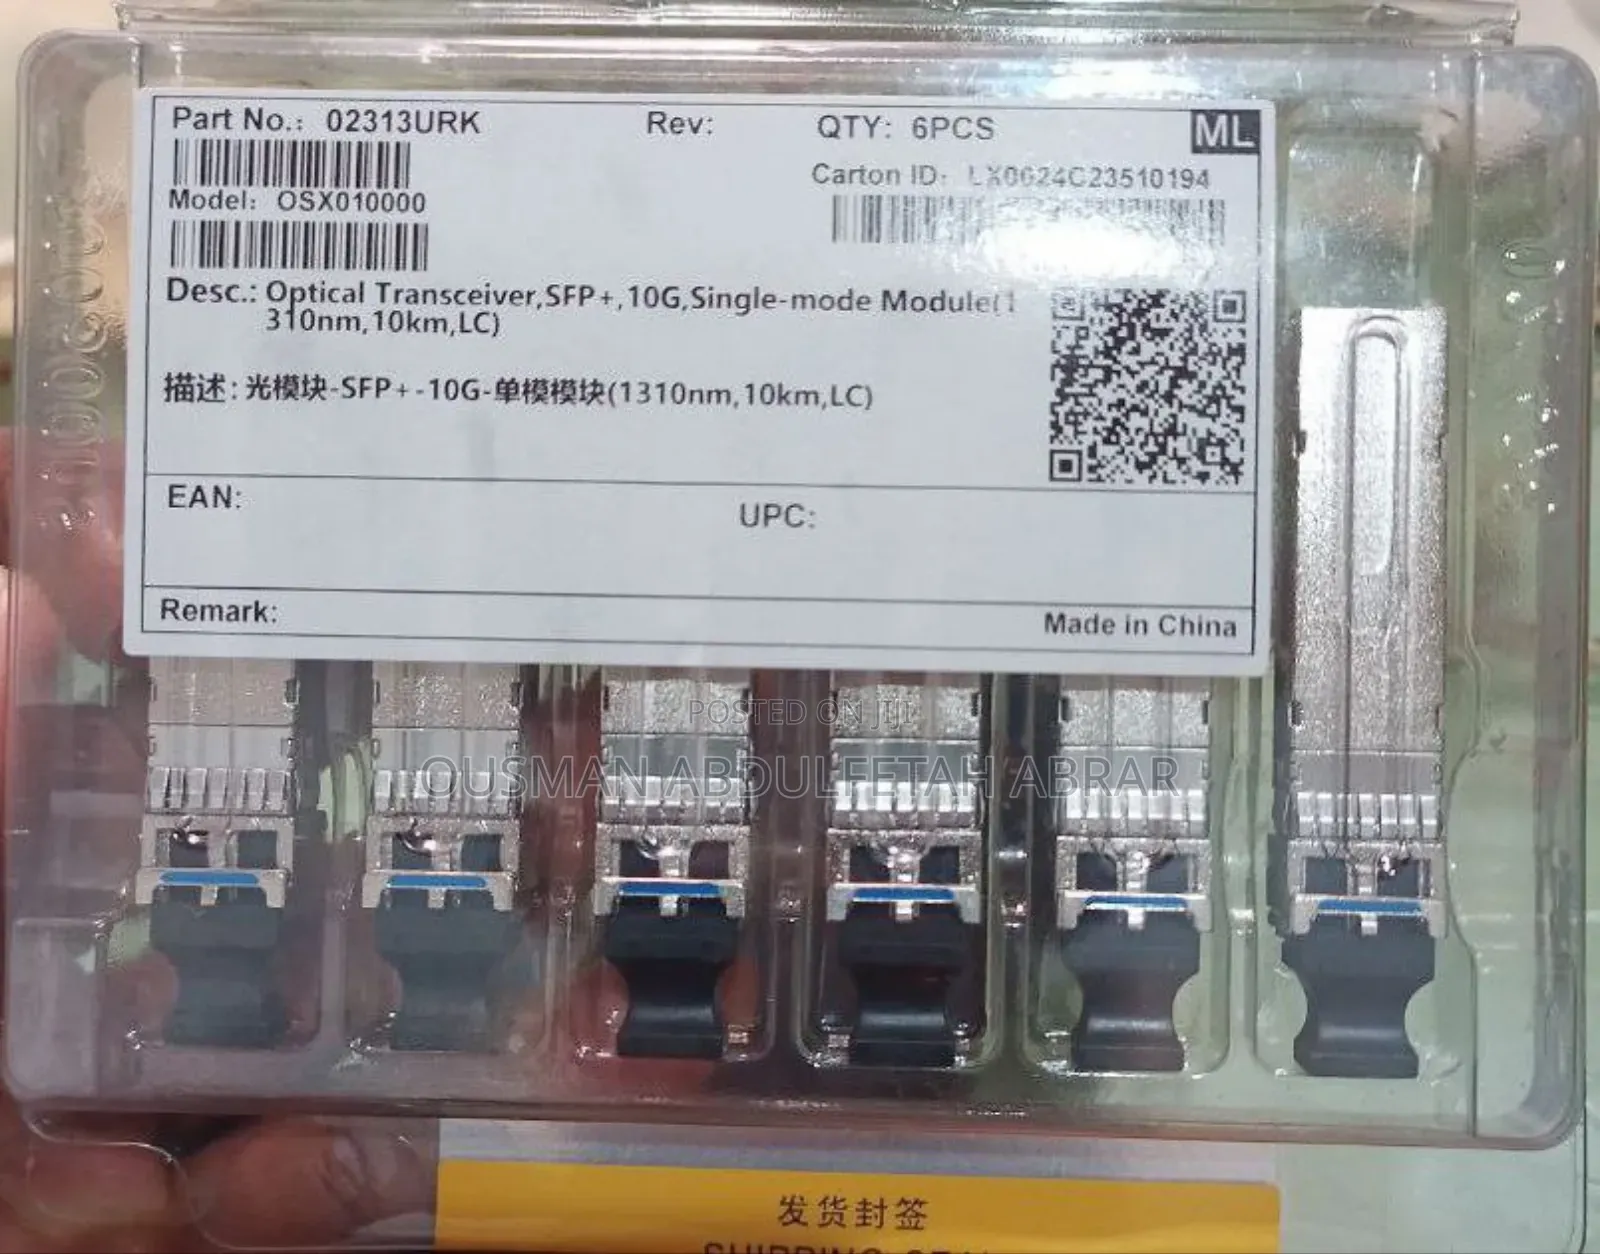 Part No.: 02313URK
Rev:
QTY: 6PCS
ML
Model: OSX010000
Carton ID: LX0624C23510194
Desc.: Optical Transceiver,SFP+,10G,Single-mode Module(1
310nm,10km,LC)
描述:光模块-SFP+-10G-单模模块(1310nm,10km,LC)
EAN:
UPC:
Remark:
Made in China
POSTED ON JIJI
OUSMAN ABDULFETAH ABRAR
发货封签